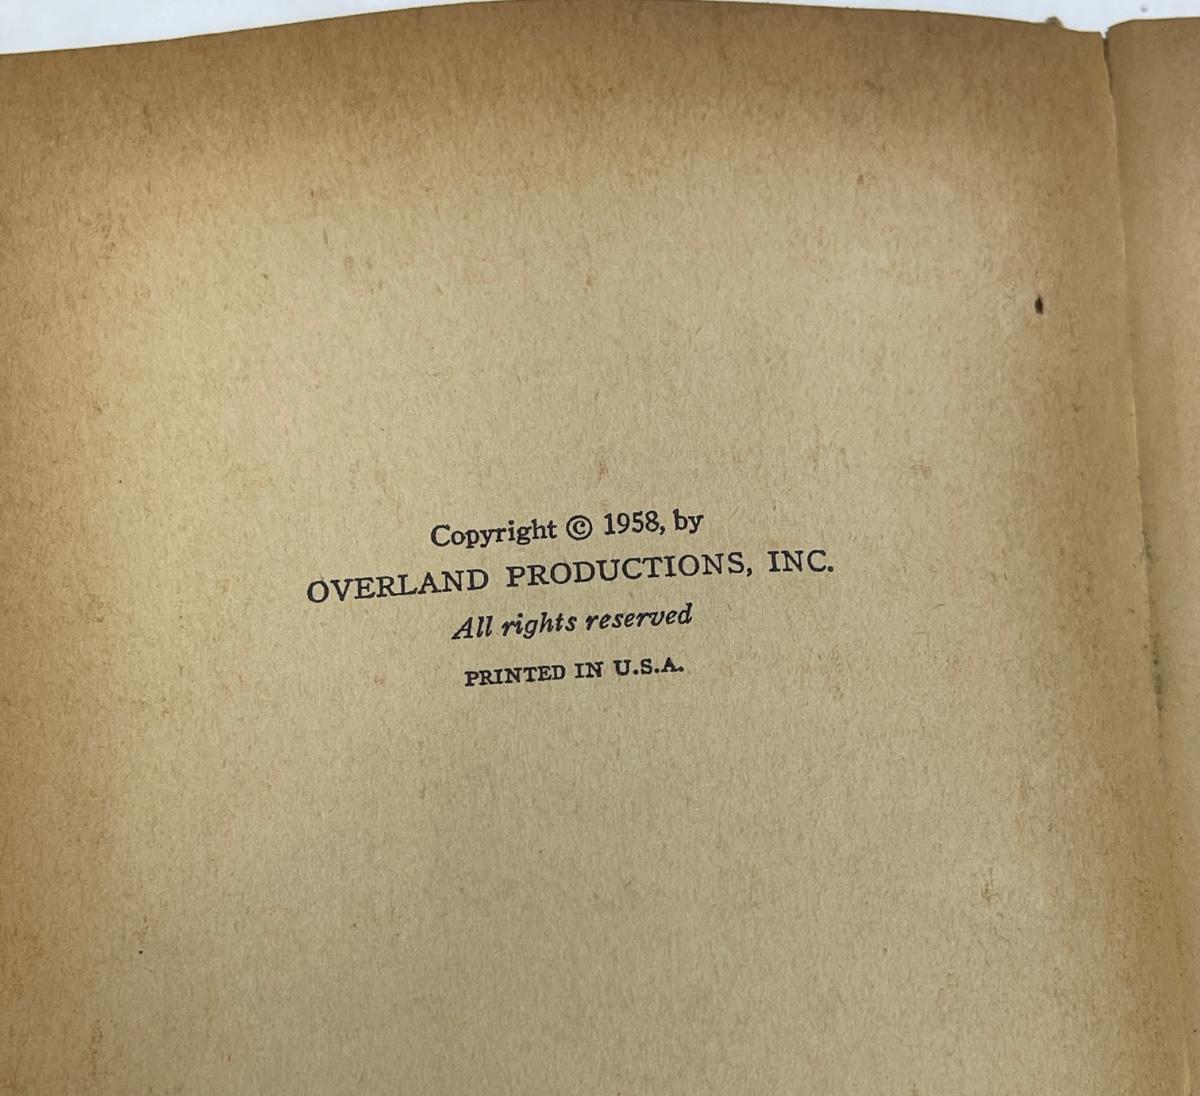 Copyright © 1958, by
OVERLAND PRODUCTIONS, INC.
All rights reserved
PRINTED IN U.S.A.